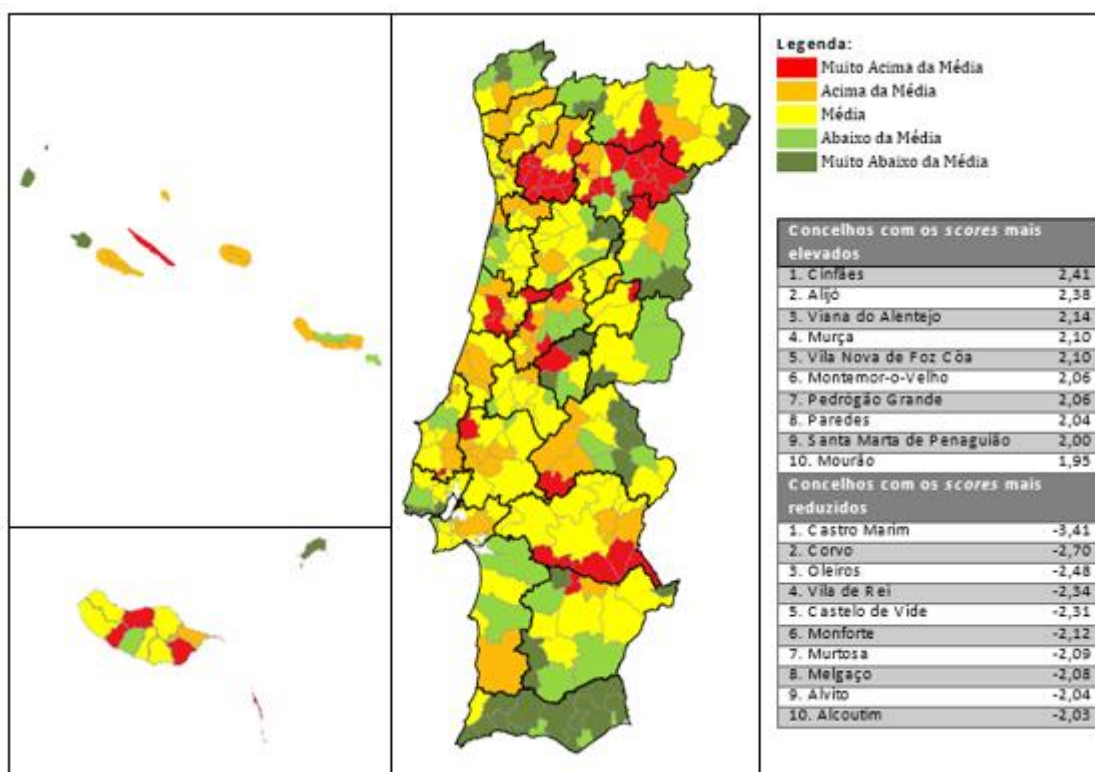 Legenda:
Muito Acima da Média
Acima da Média
Média
Abaixo da Média
Muito Abaixo da Média
Concelhos com os scores mais
elevados
1. Cinfães 2,41
2. Alijó 2,38
3. Viana do Alentejo 2,14
4. Murça 2,10
5. Vila Nova de Foz Côa 2,10
6. Montemor-o-Velho 2,06
7. Pedrógão Grande 2,06
8. Paredes 2,04
9. Santa Marta de Penaguião 2,00
10. Mourão 1,95
Concelhos com os scores mais
reduzidos
1. Castro Marim -3,41
2. Corvo -2,70
3. Oleiros -2,48
4. Vila de Rei -2,34
5. Castelo de Vide -2,31
6. Monforte -2,12
7. Murtosa -2,09
8. Melgaço -2,08
9. Alvito -2,04
10. Alcoutim -2,03